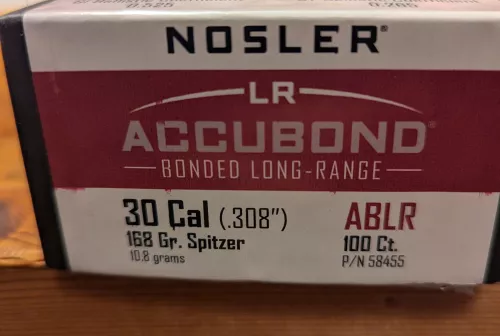 NOSLER®
LR
ACCUBOND®
BONDED LONG-RANGE
30 Cal (.308")
ABLR
168 Gr. Spitzer
100 Ct.
10.8 grams
P/N 58455